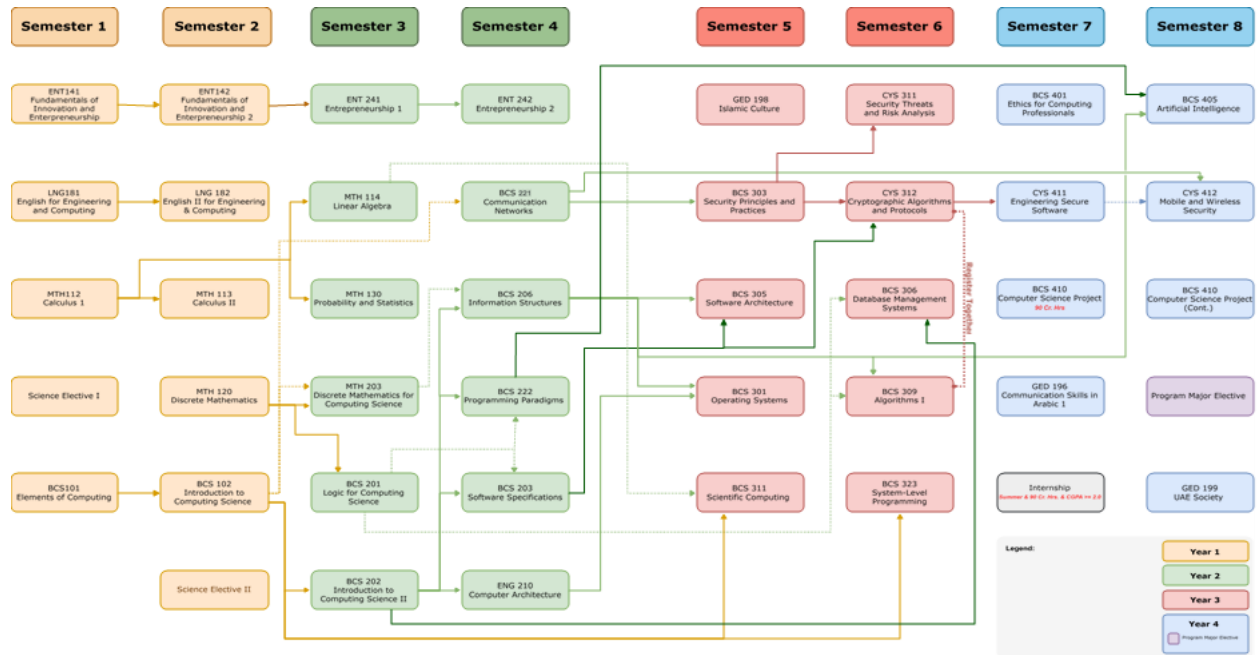 Semester 1
Semester 2
Semester 3
Semester 4
Semester 5
Semester 6
Semester 7
Semester 8
ENT141
Fundamentals of
Innovation and
Enterpreneurship
ENT142
Fundamentals of
Innovation and
Enterpreneurship 2
ENT 241
Entrepreneurship 1
ENT 242
Entrepreneurship 2
GED 198
Islamic Culture
CYS 311
Security Threats
and Risk Analysis
BCS 401
Ethics for Computing
Professionals
BCS 405
Artificial Intelligence
LNG181
English for Engineering
and Computing
LNG 182
English II for Engineering
& Computing
MTH 114
Linear Algebra
BCS 221
Communication
Networks
BCS 303
Security Principles and
Practices
CYS 312
Cryptographic Algorithms
and Protocols
CYS 411
Engineering Secure
Software
CYS 412
Mobile and Wireless
Security
Register Together
MTH112
Calculus 1
MTH 113
Calculus II
MTH 130
Probability and Statistics
BCS 206
Information Structures
BCS 305
Software Architecture
BCS 306
Database Management
Systems
BCS 410
Computer Science Project
90 Cr. Hrs
BCS 410
Computer Science Project
(Cont.)
Science Elective I
MTH 120
Discrete Mathematics
MTH 203
Discrete Mathematics for
Computing Science
BCS 222
Programming Paradigms
BCS 301
Operating Systems
BCS 309
Algorithms I
GED 196
Communication Skills in
Arabic 1
Program Major Elective
BCS101
Elements of Computing
BCS 102
Introduction to
Computing Science
BCS 201
Logic for Computing
Science
BCS 203
Software Specifications
BCS 311
Scientific Computing
BCS 323
System-Level
Programming
Internship
Summer & 90 Cr. Hrs. & CGPA >= 2.0
GED 199
UAE Society
Science Elective II
BCS 202
Introduction to
Computing Science II
ENG 210
Computer Architecture
Legend:
Year 1
Year 2
Year 3
Year 4
Program Major Elective